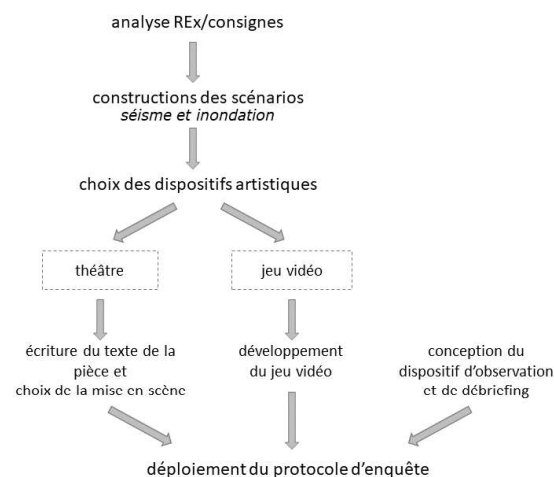 analyse REx/consignes
constructions des scénarios
séisme et inondation
choix des dispositifs artistiques
théâtre
jeu vidéo
écriture du texte de la
pièce et
choix de la mise en scène
développement
du jeu vidéo
conception du
dispositif d'observation
et de débriefing
déploiement du protocole d'enquête